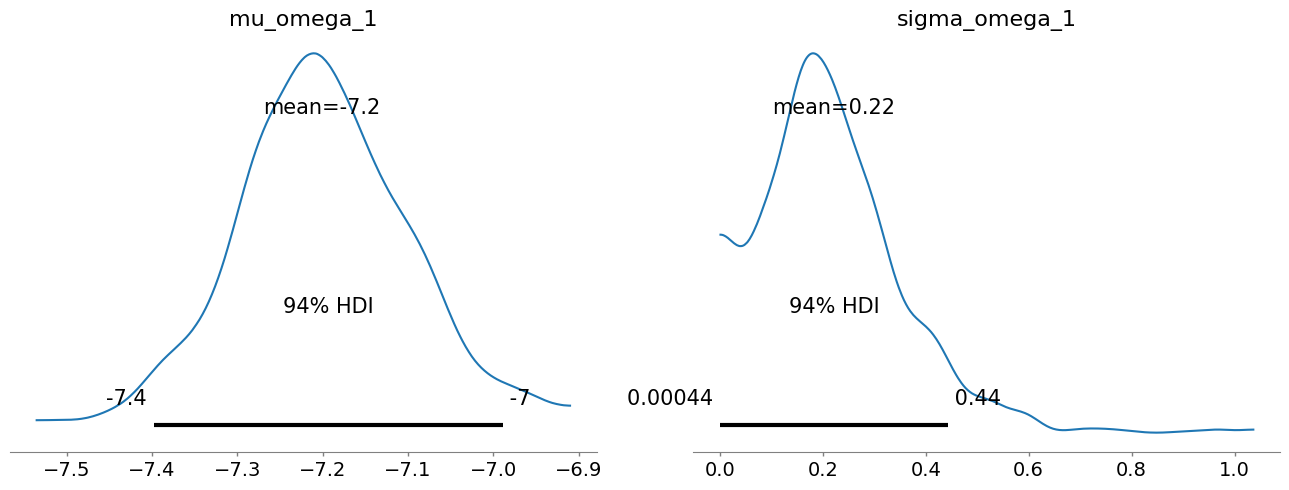 mu_omega_1
mean=-7.2
94% HDI
-7.4
-7
−7.5 −7.4 −7.3 −7.2 −7.1 −7.0 −6.9
sigma_omega_1
mean=0.22
94% HDI
0.00044
0.44
0.0 0.2 0.4 0.6 0.8 1.0